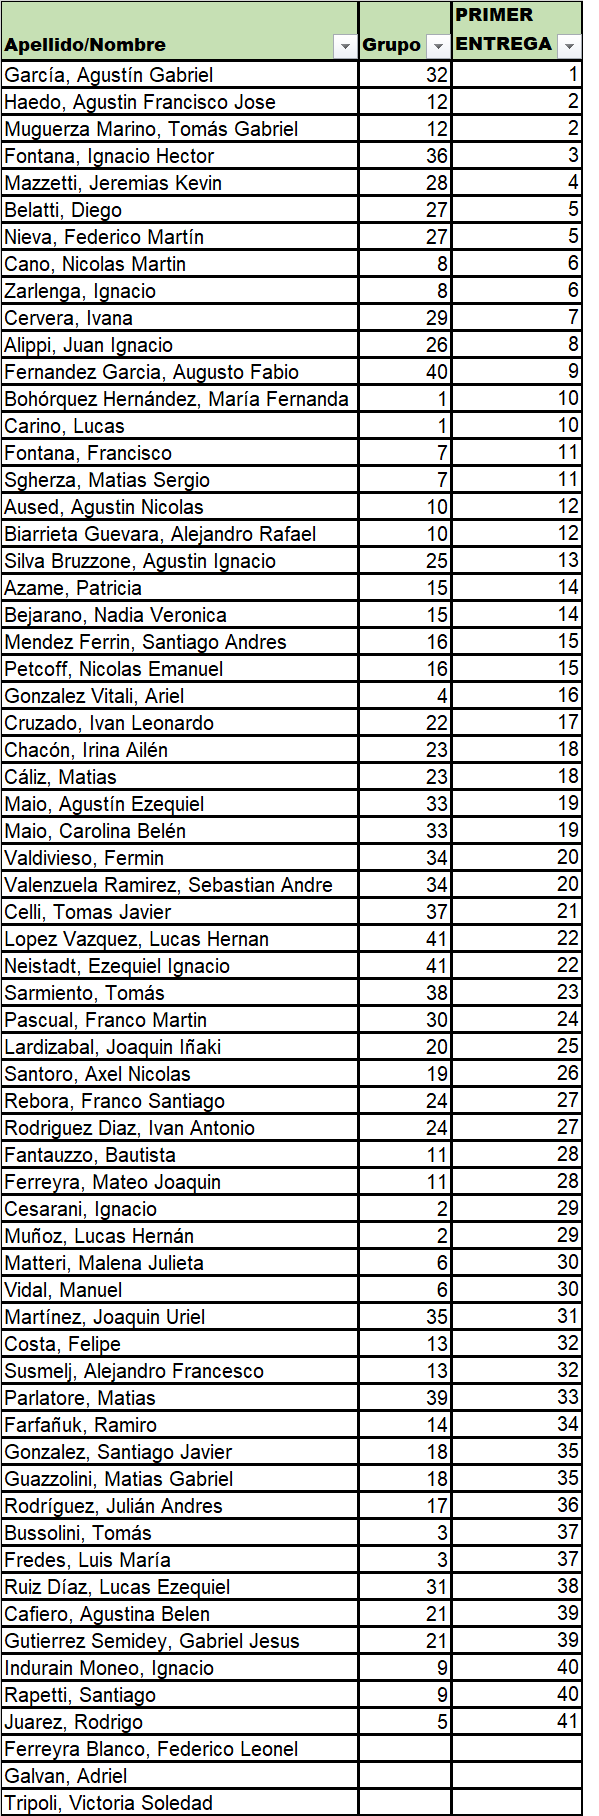 Apellido/Nombre Grupo PRIMER ENTREGA
García, Agustín Gabriel 32 1
Haedo, Agustin Francisco Jose 12 2
Muguerza Marino, Tomás Gabriel 12 2
Fontana, Ignacio Hector 36 3
Mazzetti, Jeremias Kevin 28 4
Belatti, Diego 27 5
Nieva, Federico Martín 27 5
Cano, Nicolas Martin 8 6
Zarlenga, Ignacio 8 6
Cervera, Ivana 29 7
Alippi, Juan Ignacio 26 8
Fernandez Garcia, Augusto Fabio 40 9
Bohórquez Hernández, María Fernanda 1 10
Carino, Lucas 1 10
Fontana, Francisco 7 11
Sgherza, Matias Sergio 7 11
Aused, Agustin Nicolas 10 12
Biarrieta Guevara, Alejandro Rafael 10 12
Silva Bruzzone, Agustin Ignacio 25 13
Azame, Patricia 15 14
Bejarano, Nadia Veronica 15 14
Mendez Ferrin, Santiago Andres 16 15
Petcoff, Nicolas Emanuel 16 15
Gonzalez Vitali, Ariel 4 16
Cruzado, Ivan Leonardo 22 17
Chacón, Irina Ailén 23 18
Cáliz, Matias 23 18
Maio, Agustín Ezequiel 33 19
Maio, Carolina Belén 33 19
Valdivieso, Fermin 34 20
Valenzuela Ramirez, Sebastian Andre 34 20
Celli, Tomas Javier 37 21
Lopez Vazquez, Lucas Hernan 41 22
Neistadt, Ezequiel Ignacio 41 22
Sarmiento, Tomás 38 23
Pascual, Franco Martin 30 24
Lardizabal, Joaquin Iñaki 20 25
Santoro, Axel Nicolas 19 26
Rebora, Franco Santiago 24 27
Rodriguez Diaz, Ivan Antonio 24 27
Fantauzzo, Bautista 11 28
Ferreyra, Mateo Joaquin 11 28
Cesarani, Ignacio 2 29
Muñoz, Lucas Hernán 2 29
Matteri, Malena Julieta 6 30
Vidal, Manuel 6 30
Martínez, Joaquin Uriel 35 31
Costa, Felipe 13 32
Susmelj, Alejandro Francesco 13 32
Parlatore, Matias 39 33
Farfañuk, Ramiro 14 34
Gonzalez, Santiago Javier 18 35
Guazzolini, Matias Gabriel 18 35
Rodríguez, Julián Andres 17 36
Bussolini, Tomás 3 37
Fredes, Luis María 3 37
Ruiz Díaz, Lucas Ezequiel 31 38
Cafiero, Agustina Belen 21 39
Gutierrez Semidey, Gabriel Jesus 21 39
Indurain Moneo, Ignacio 9 40
Rapetti, Santiago 9 40
Juarez, Rodrigo 5 41
Ferreyra Blanco, Federico Leonel
Galvan, Adriel
Tripoli, Victoria Soledad